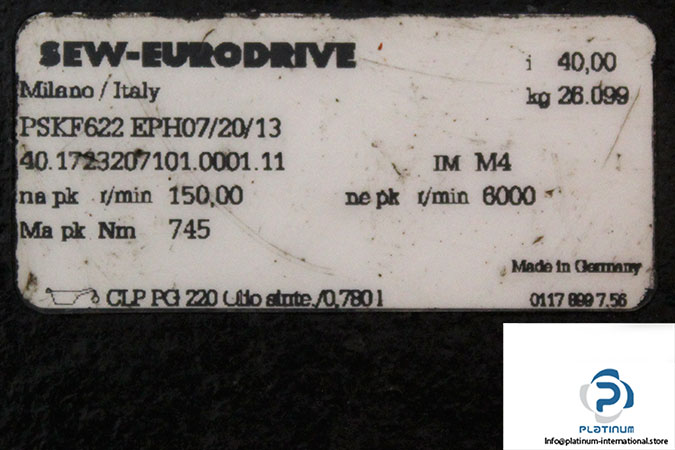 SEW-EURODRIVE
i 40,00
Milano / Italy
kg 26.099
PSKF622 EPH07/20/13
40.1723207101.0001.11
IM M4
na pk r/min 150,00
ne pk r/min 6000
Ma pk Nm 745
Made in Germany
CLP PG 220 Olio sinte./0,780 l
0117 899 7.56
PLATINUM
Info@platinum-international.store